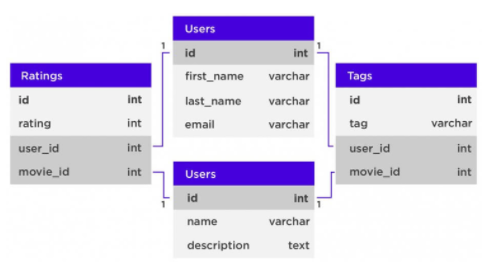 Users
1
id int
1
first_name varchar
last_name varchar
email varchar
Ratings
id int
rating int
user_id int
movie_id int
1
Tags
id int
tag varchar
user_id int
movie_id int
1
Users
id int
name varchar
description text